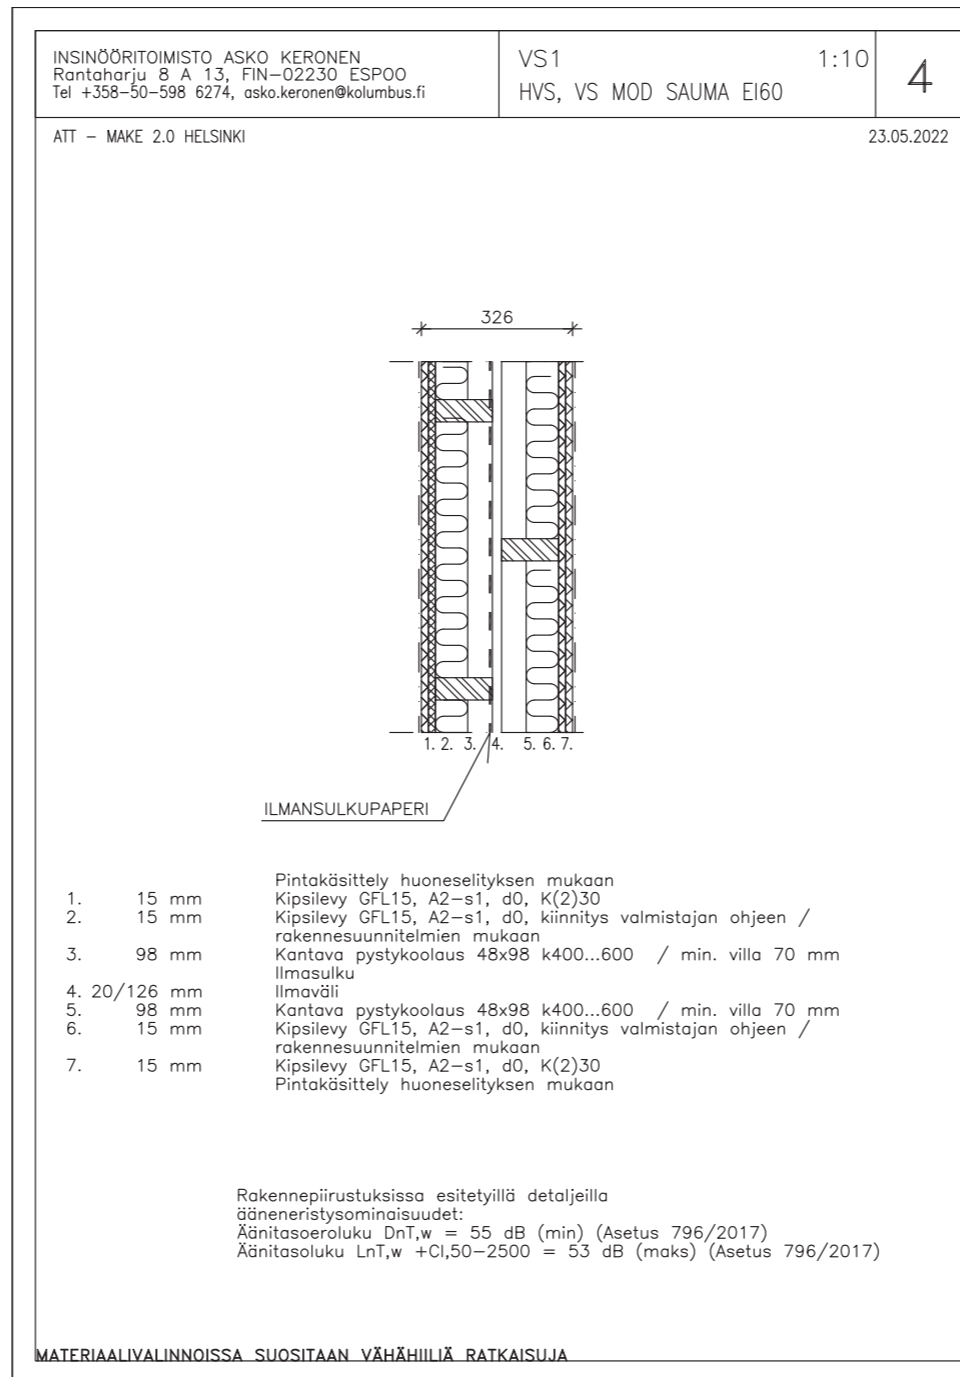 INSINÖÖRITOIMISTO ASKO KERONEN
Rantaharju 8 A 13, FIN-02230 ESPOO
Tel +358-50-598 6274, asko.keronen@kolumbus.fi
VS1 1:10
HVS, VS MOD SAUMA EI60
4
ATT - MAKE 2.0 HELSINKI 23.05.2022
326
1. 2. 3. 4. 5. 6. 7.
ILMANSULKUPAPERI
Pintakäsittely huoneselityksen mukaan
1. 15 mm Kipsilevy GFL15, A2-s1, d0, K(2)30
2. 15 mm Kipsilevy GFL15, A2-s1, d0, kiinnitys valmistajan ohjeen /
rakennesuunnitelmien mukaan
3. 98 mm Kantava pystykoolaus 48x98 k400...600 / min. villa 70 mm
Ilmasulku
4. 20/126 mm Ilmaväli
5. 98 mm Kantava pystykoolaus 48x98 k400...600 / min. villa 70 mm
6. 15 mm Kipsilevy GFL15, A2-s1, d0, kiinnitys valmistajan ohjeen /
rakennesuunnitelmien mukaan
7. 15 mm Kipsilevy GFL15, A2-s1, d0, K(2)30
Pintakäsittely huoneselityksen mukaan
Rakennepiirustuksissa esitetyillä detaljeilla
ääneneristysominaisuudet:
Äänitasoeroluku DnT,w = 55 dB (min) (Asetus 796/2017)
Äänitasoluku LnT,w +CI,50-2500 = 53 dB (maks) (Asetus 796/2017)
MATERIAALIVALINNOISSA SUOSITAAN VÄHÄHIILIÄ RATKAISUJA